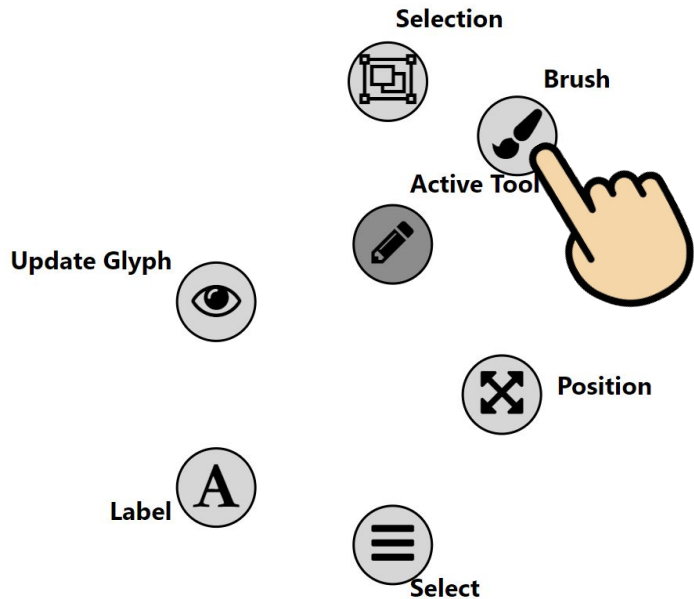 Selection
Brush
Active Tool
Update Glyph
Position
A
Label
Select